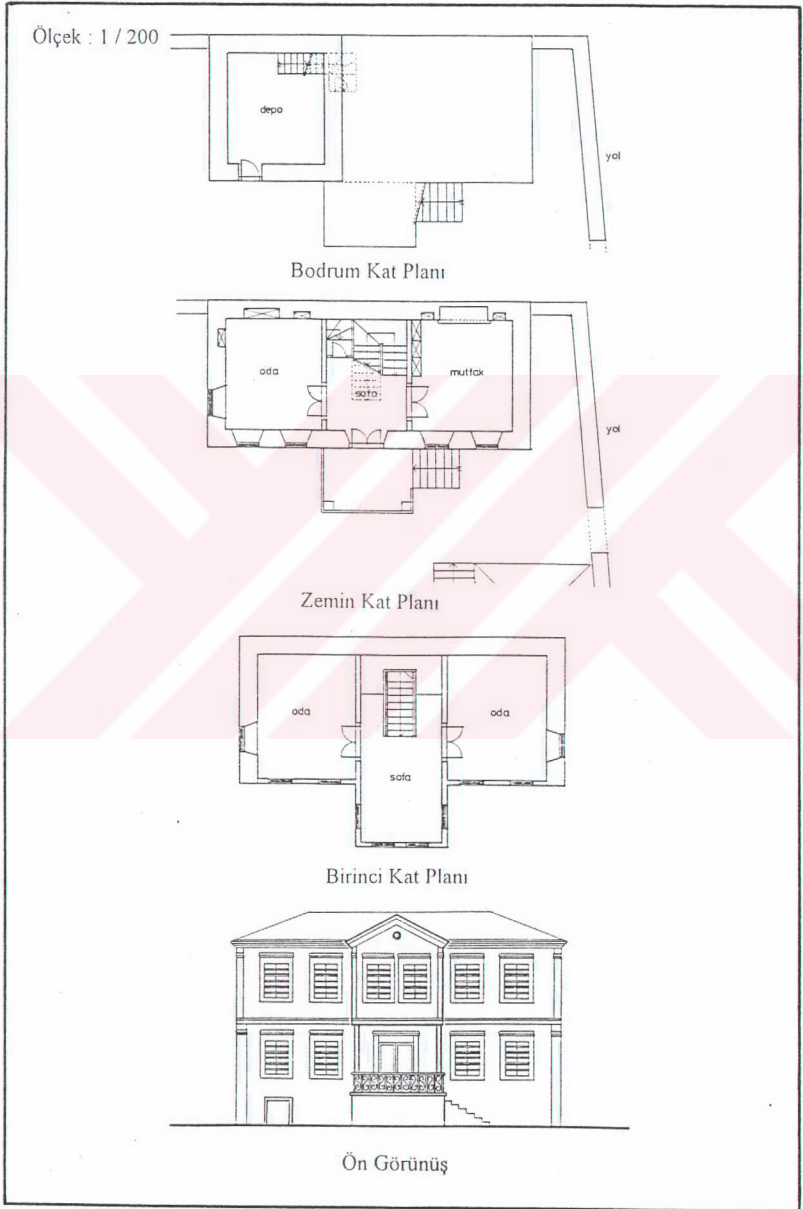 Ölçek : 1 / 200
depo
yol
Bodrum Kat Planı
oda
sofa
mutfak
yol
Zemin Kat Planı
oda
oda
sofa
Birinci Kat Planı
Ön Görünüş